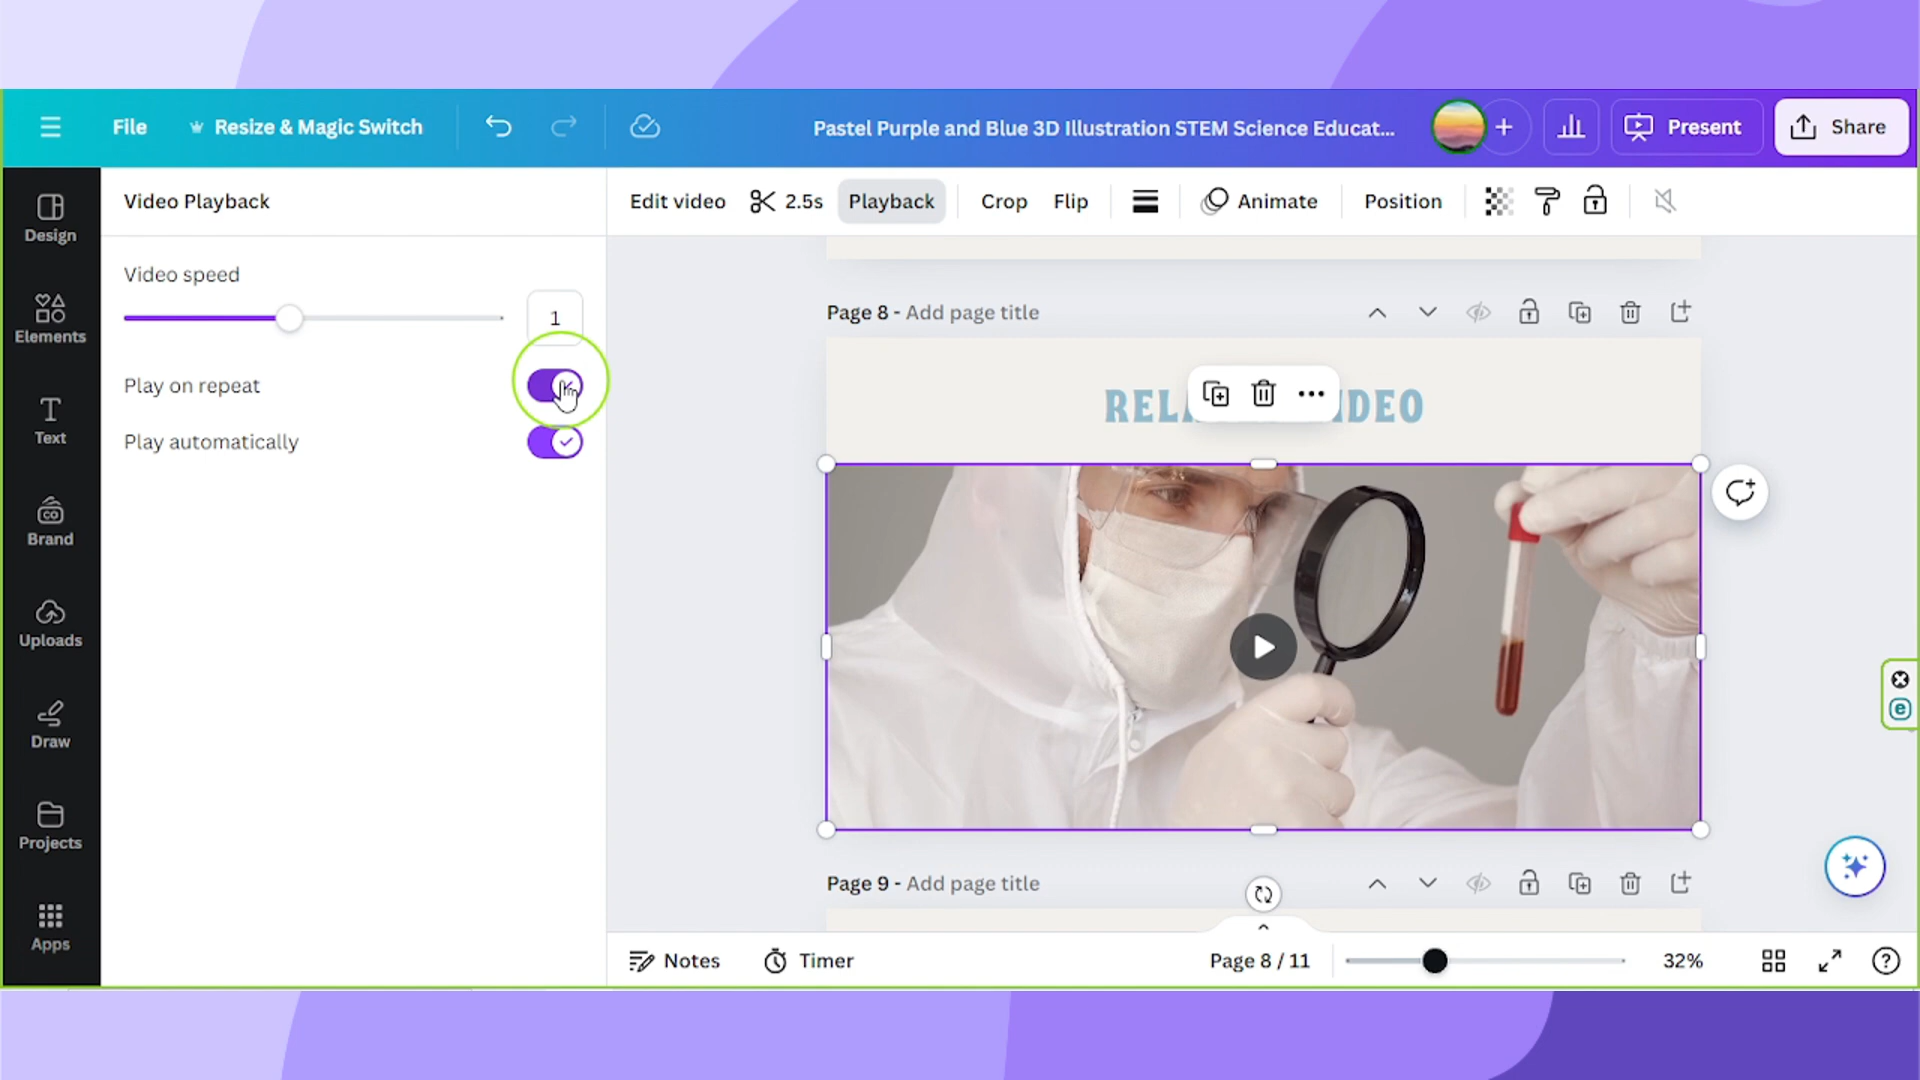 File
Resize & Magic Switch
Pastel Purple and Blue 3D Illustration STEM Science Educat...
Present
Share
Design
Elements
Text
Brand
Uploads
Draw
Projects
Apps
Video Playback
Video speed
1
Play on repeat
Play automatically
Edit video
2.5s
Playback
Crop
Flip
Animate
Position
Page 8 - Add page title
Page 9 - Add page title
Notes
Timer
Page 8 / 11
32%